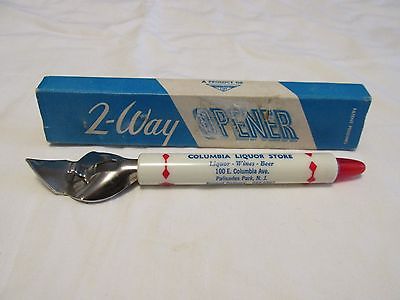 A PRODUCT OF
2-Way OPENER
COLUMBIA LIQUOR STORE
Liquor - Wines - Beer
100 E. Columbia Ave.
Palisades Park, N. J.